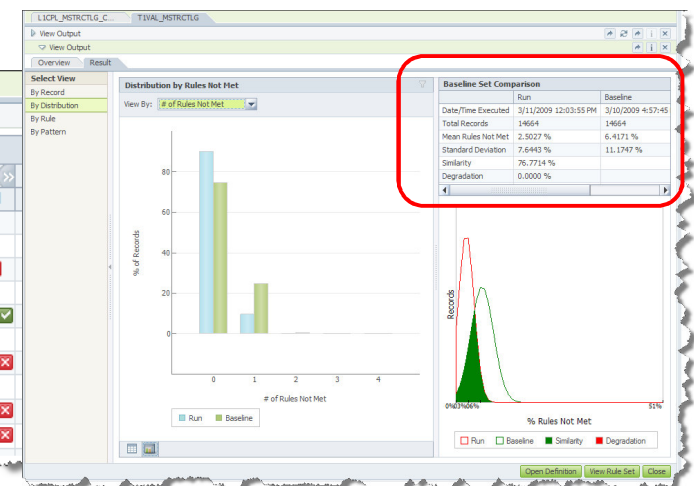 L1CPL_MSTRCTLG_C... T1VAL_MSTRCTLG
View Output
View Output
Overview Result
Select View
By Record
By Distribution
By Rule
By Pattern
Distribution by Rules Not Met
View By: # of Rules Not Met
80
60
40
20
0
% of Records
0 1 2 3 4
# of Rules Not Met
Run Baseline
Baseline Set Comparison
Run Baseline
Date/Time Executed 3/11/2009 12:03:55 PM 3/10/2009 4:57:45
Total Records 14664 14664
Mean Rules Not Met 2.5027 % 6.4171 %
Standard Deviation 7.6443 % 11.1747 %
Similarity 76.7714 %
Degradation 0.0000 %
Records
0%03%06% 51%
% Rules Not Met
Run Baseline Similarity Degradation
Open Definition View Rule Set Close